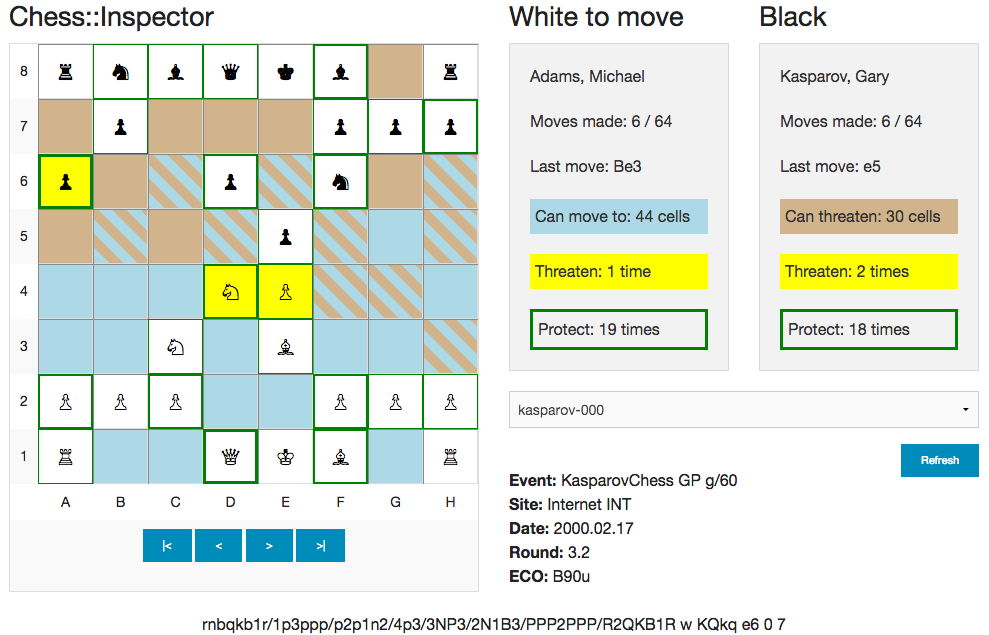 Chess::Inspector
White to move
Black
8
7
6
5
4
3
2
1
A B C D E F G H
|< < > >|
Adams, Michael
Moves made: 6 / 64
Last move: Be3
Can move to: 44 cells
Threaten: 1 time
Protect: 19 times
Kasparov, Gary
Moves made: 6 / 64
Last move: e5
Can threaten: 30 cells
Threaten: 2 times
Protect: 18 times
kasparov-000
Refresh
Event: KasparovChess GP g/60
Site: Internet INT
Date: 2000.02.17
Round: 3.2
ECO: B90u
rnbqkb1r/1p3ppp/p2p1n2/4p3/3NP3/2N1B3/PPP2PPP/R2QKB1R w KQkq e6 0 7